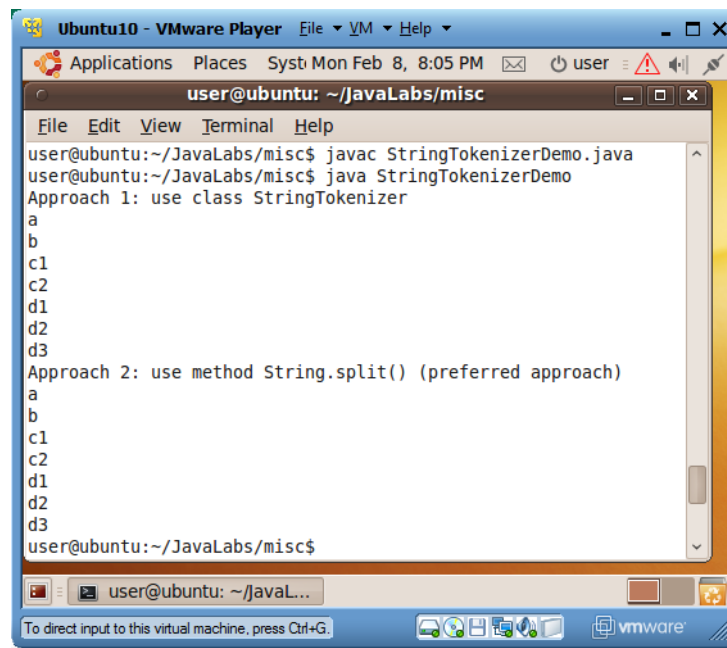 Ubuntu10 - VMware Player File VM Help
Applications Places Syst Mon Feb 8, 8:05 PM user
user@ubuntu: ~/JavaLabs/misc
File Edit View Terminal Help
user@ubuntu:~/JavaLabs/misc$ javac StringTokenizerDemo.java
user@ubuntu:~/JavaLabs/misc$ java StringTokenizerDemo
Approach 1: use class StringTokenizer
a
b
c1
c2
d1
d2
d3
Approach 2: use method String.split() (preferred approach)
a
b
c1
c2
d1
d2
d3
user@ubuntu:~/JavaLabs/misc$
user@ubuntu: ~/JavaL...
To direct input to this virtual machine, press Ctrl+G. vmware